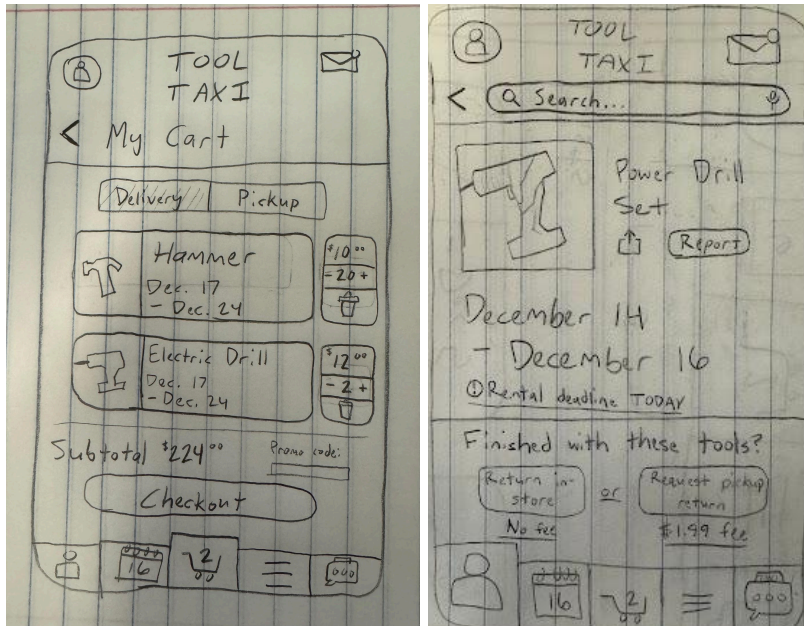 TOOL
TAXI
< My Cart
Delivery Pickup
Hammer
Dec. 17
- Dec. 24
$10.00
- 20 +
Electric Drill
Dec. 17
- Dec. 24
$12.00
- 2 +
Subtotal $224.00
Promo code:
Checkout
16
2
TOOL
TAXI
< Search...
Power Drill
Set
Report
December 14
- December 16
! Rental deadline TODAY
Finished with these tools?
Return in-
store
or
Request pickup
return
No fee
$1.99 fee
16
2